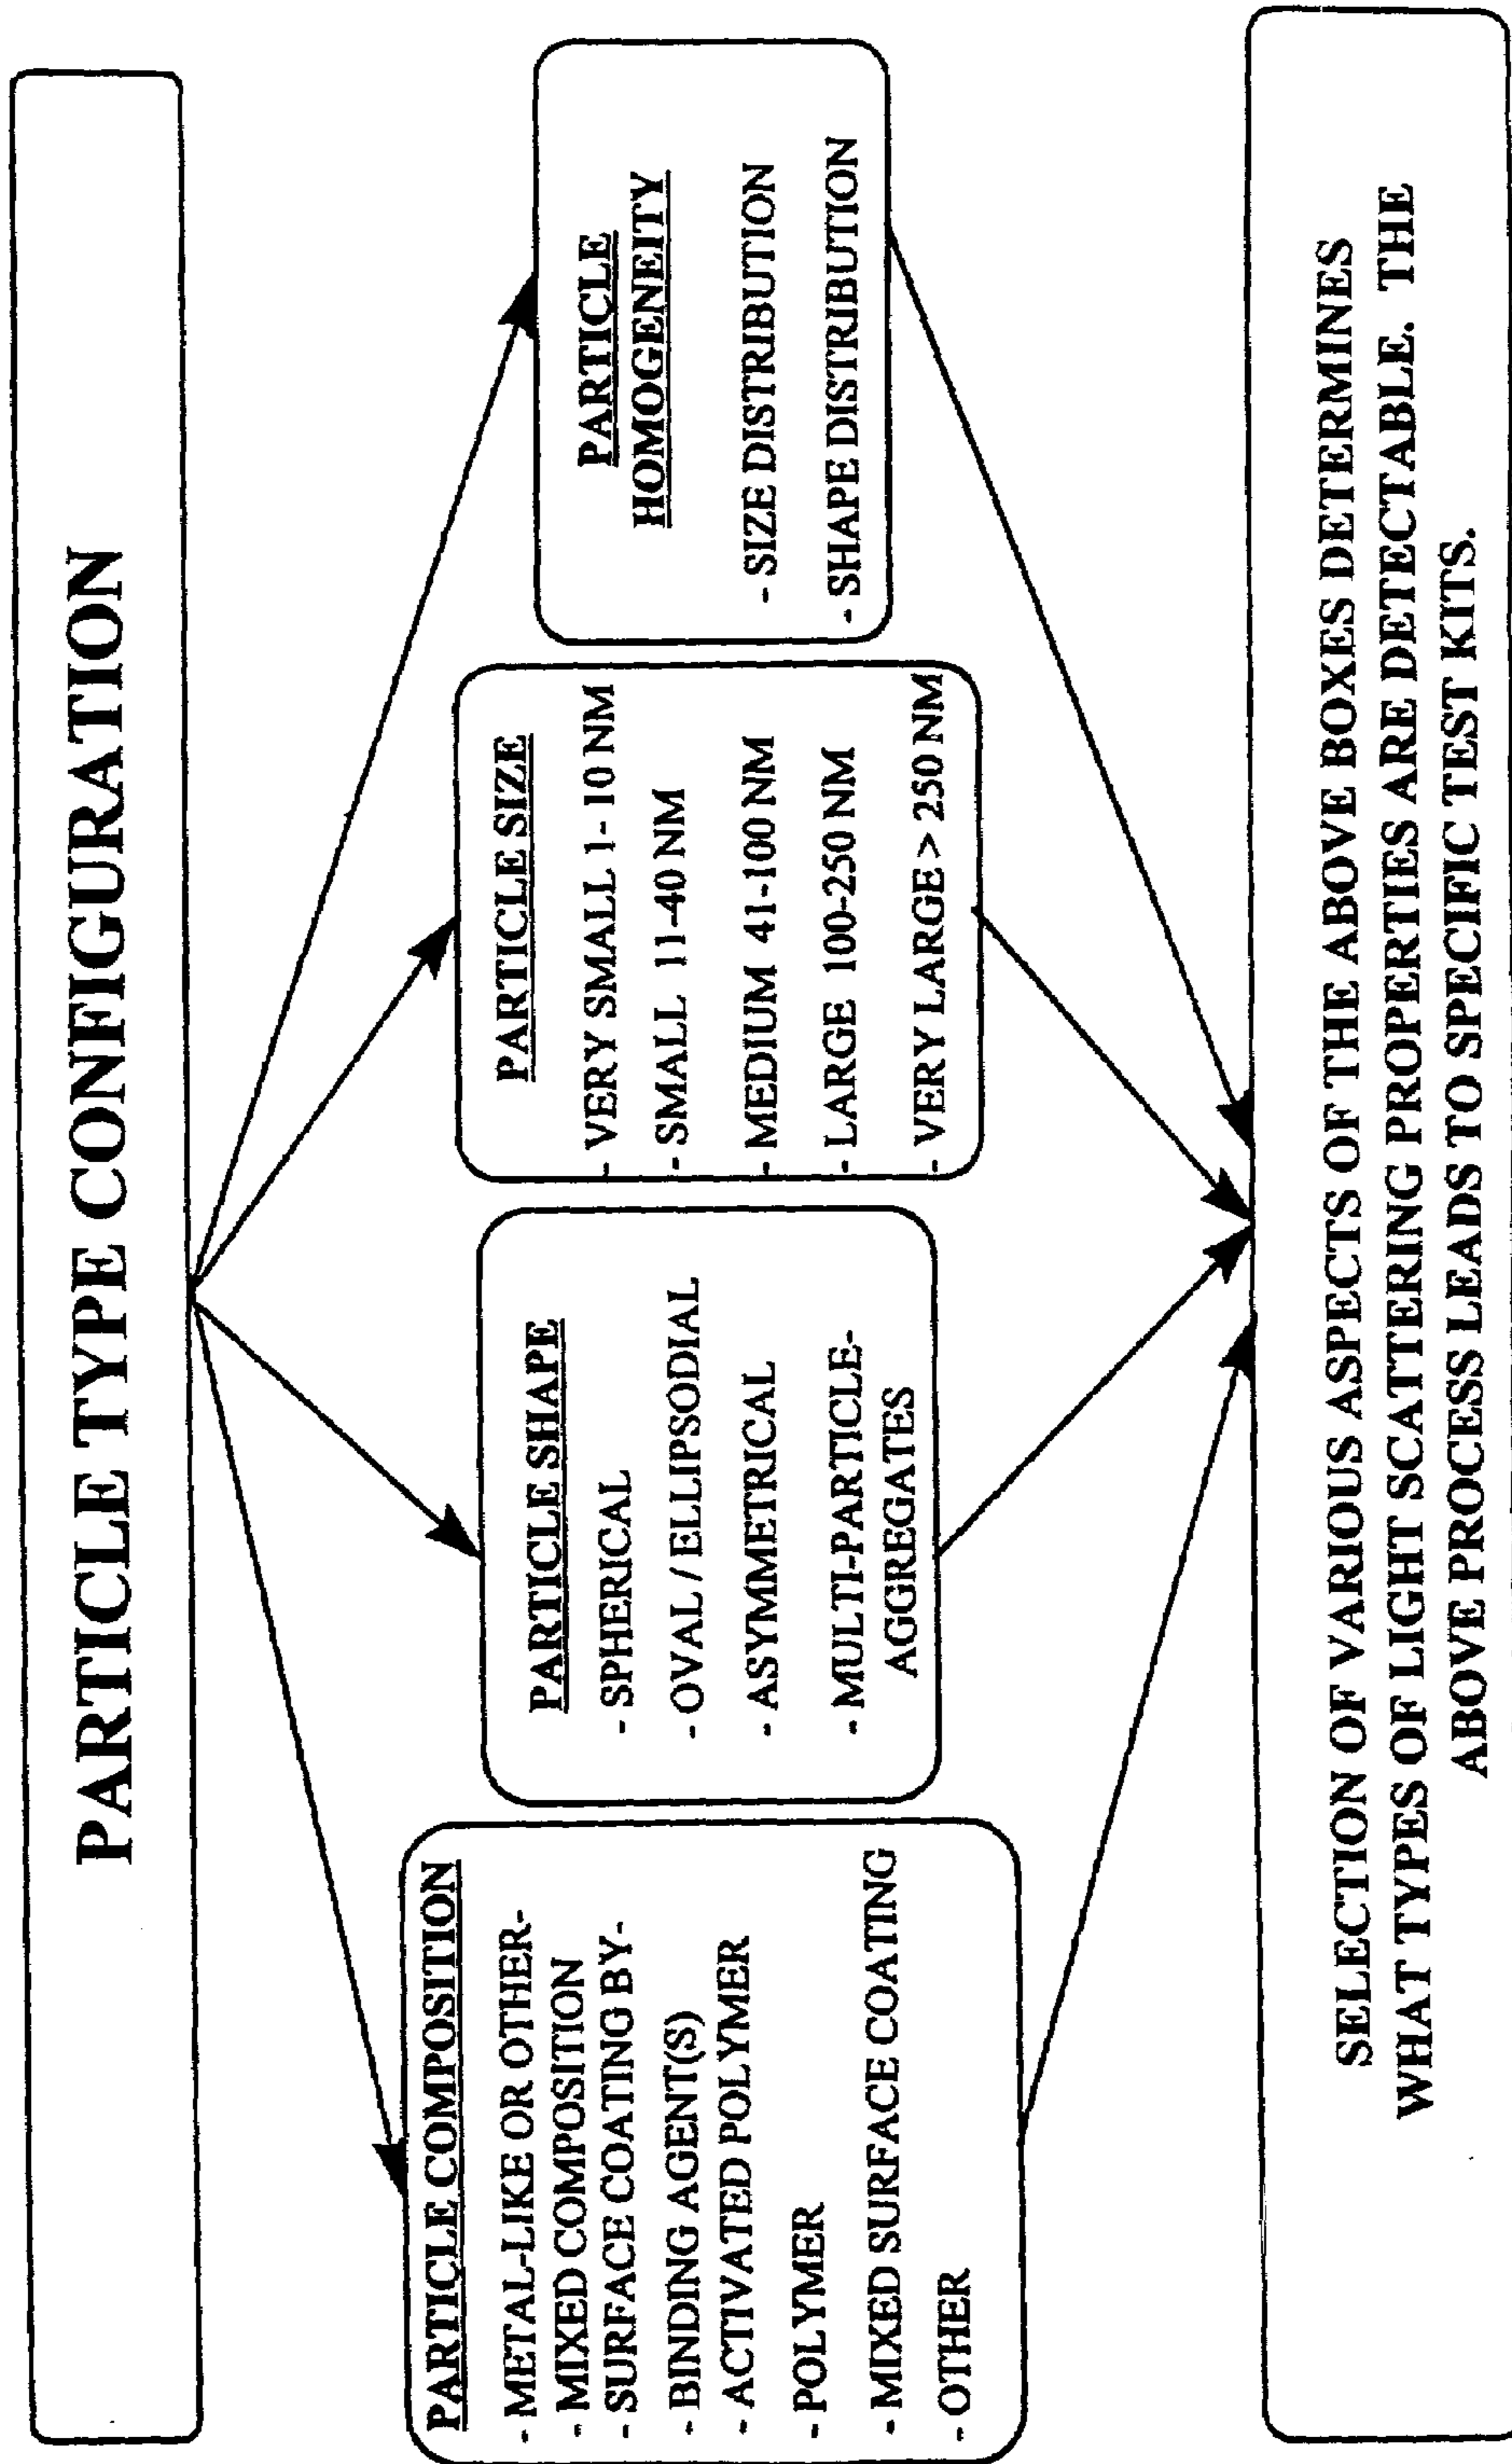 PARTICLE TYPE CONFIGURATION
PARTICLE COMPOSITION
- METAL-LIKE OR OTHER-
- MIXED COMPOSITION
- SURFACE COATING BY-
- BINDING AGENT(S)
- ACTIVATED POLYMER
- POLYMER
- MIXED SURFACE COATING
- OTHER
PARTICLE SHAPE
- SPHERICAL
- OVAL / ELLIPSODIAL
- ASYMMETRICAL
- MULTI-PARTICLE-
AGGREGATES
PARTICLE SIZE
- VERY SMALL 1- 10 NM
- SMALL 11-40 NM
- MEDIUM 41-100 NM
- LARGE 100-250 NM
- VERY LARGE > 250 NM
PARTICLE
HOMOGENEITY
- SIZE DISTRIBUTION
- SHAPE DISTRIBUTION
SELECTION OF VARIOUS ASPECTS OF THE ABOVE BOXES DETERMINES
WHAT TYPES OF LIGHT SCATTERING PROPERTIES ARE DETECTABLE. THE
ABOVE PROCESS LEADS TO SPECIFIC TEST KITS.